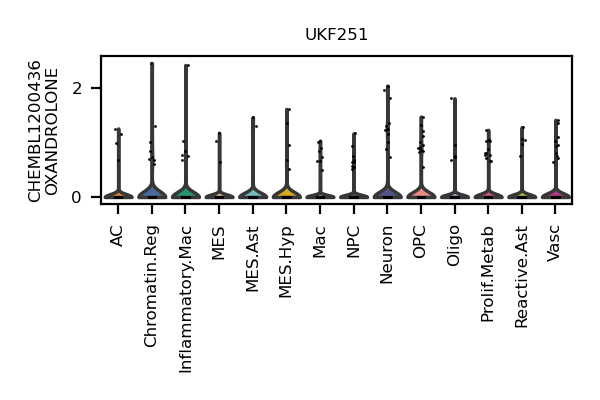 UKF251
CHEMBL1200436
OXANDROLONE
2
0
AC
Chromatin.Reg
Inflammatory.Mac
MES
MES.Ast
MES.Hyp
Mac
NPC
Neuron
OPC
Oligo
Prolif.Metab
Reactive.Ast
Vasc